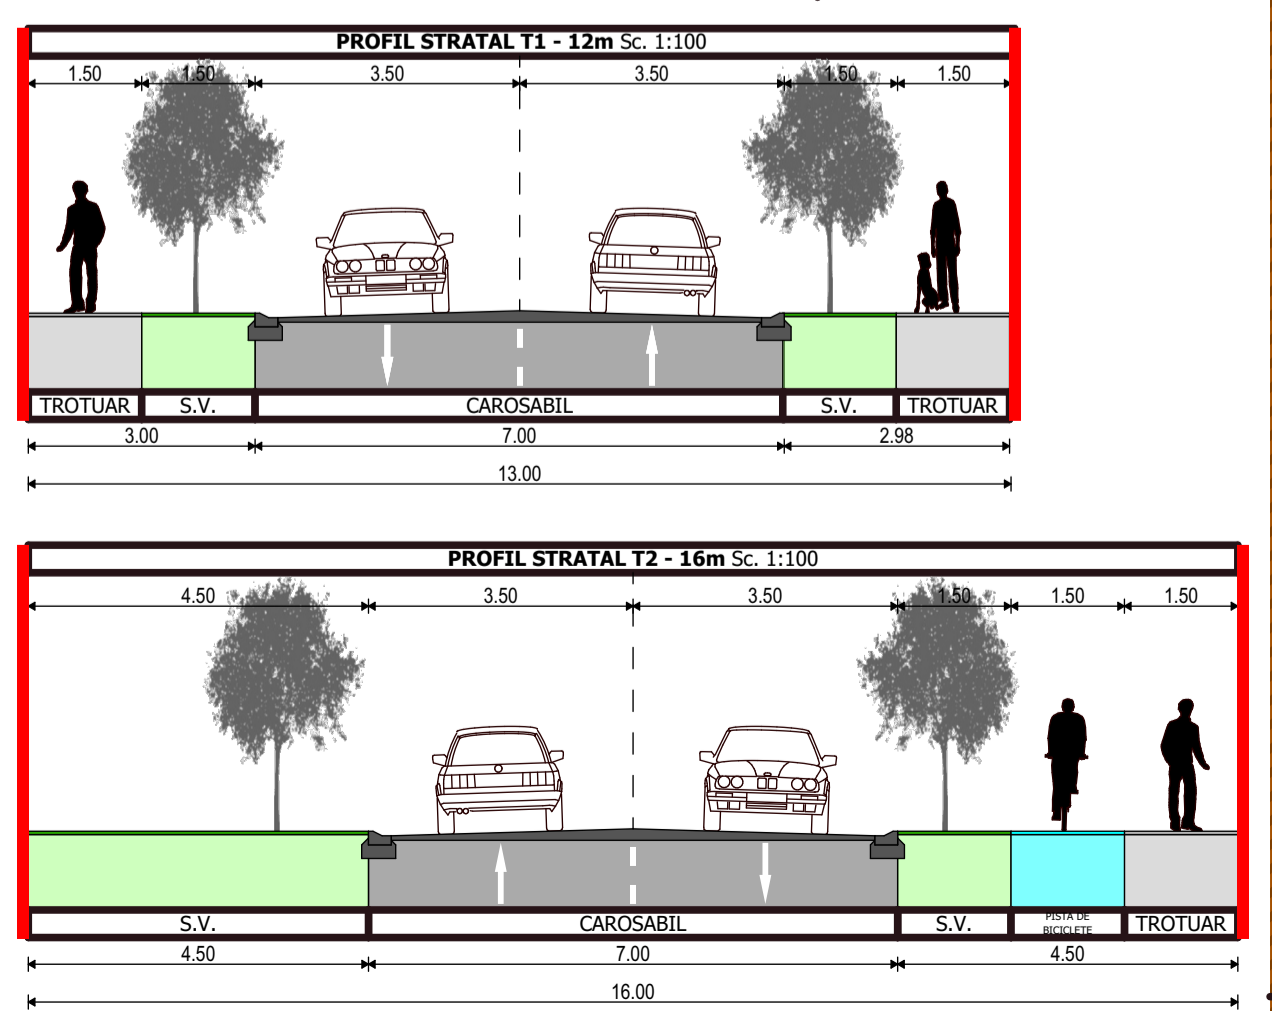 PROFIL STRATAL T1 - 12m Sc. 1:100
1.50 1.50 3.50 3.50 1.50 1.50
TROTUAR S.V. CAROSABIL S.V. TROTUAR
3.00 7.00 2.98
13.00
PROFIL STRATAL T2 - 16m Sc. 1:100
4.50 3.50 3.50 1.50 1.50 1.50
S.V. CAROSABIL S.V. PISTA DE TROTUAR
BICICLETE
4.50 7.00 4.50
16.00